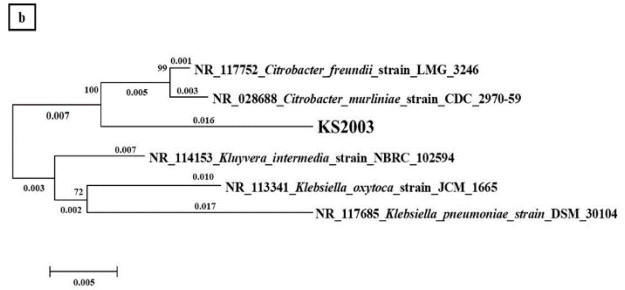 b
0.001
99
NR_117752_Citrobacter_freundii_strain_LMG_3246
100
0.005
0.003
NR_028688_Citrobacter_murliniae_strain_CDC_2970-59
0.007
0.016
KS2003
0.007
NR_114153_Kluyvera_intermedia_strain_NBRC_102594
0.003
72
0.010
NR_113341_Klebsiella_oxytoca_strain_JCM_1665
0.002
0.017
NR_117685_Klebsiella_pneumoniae_strain_DSM_30104
0.005